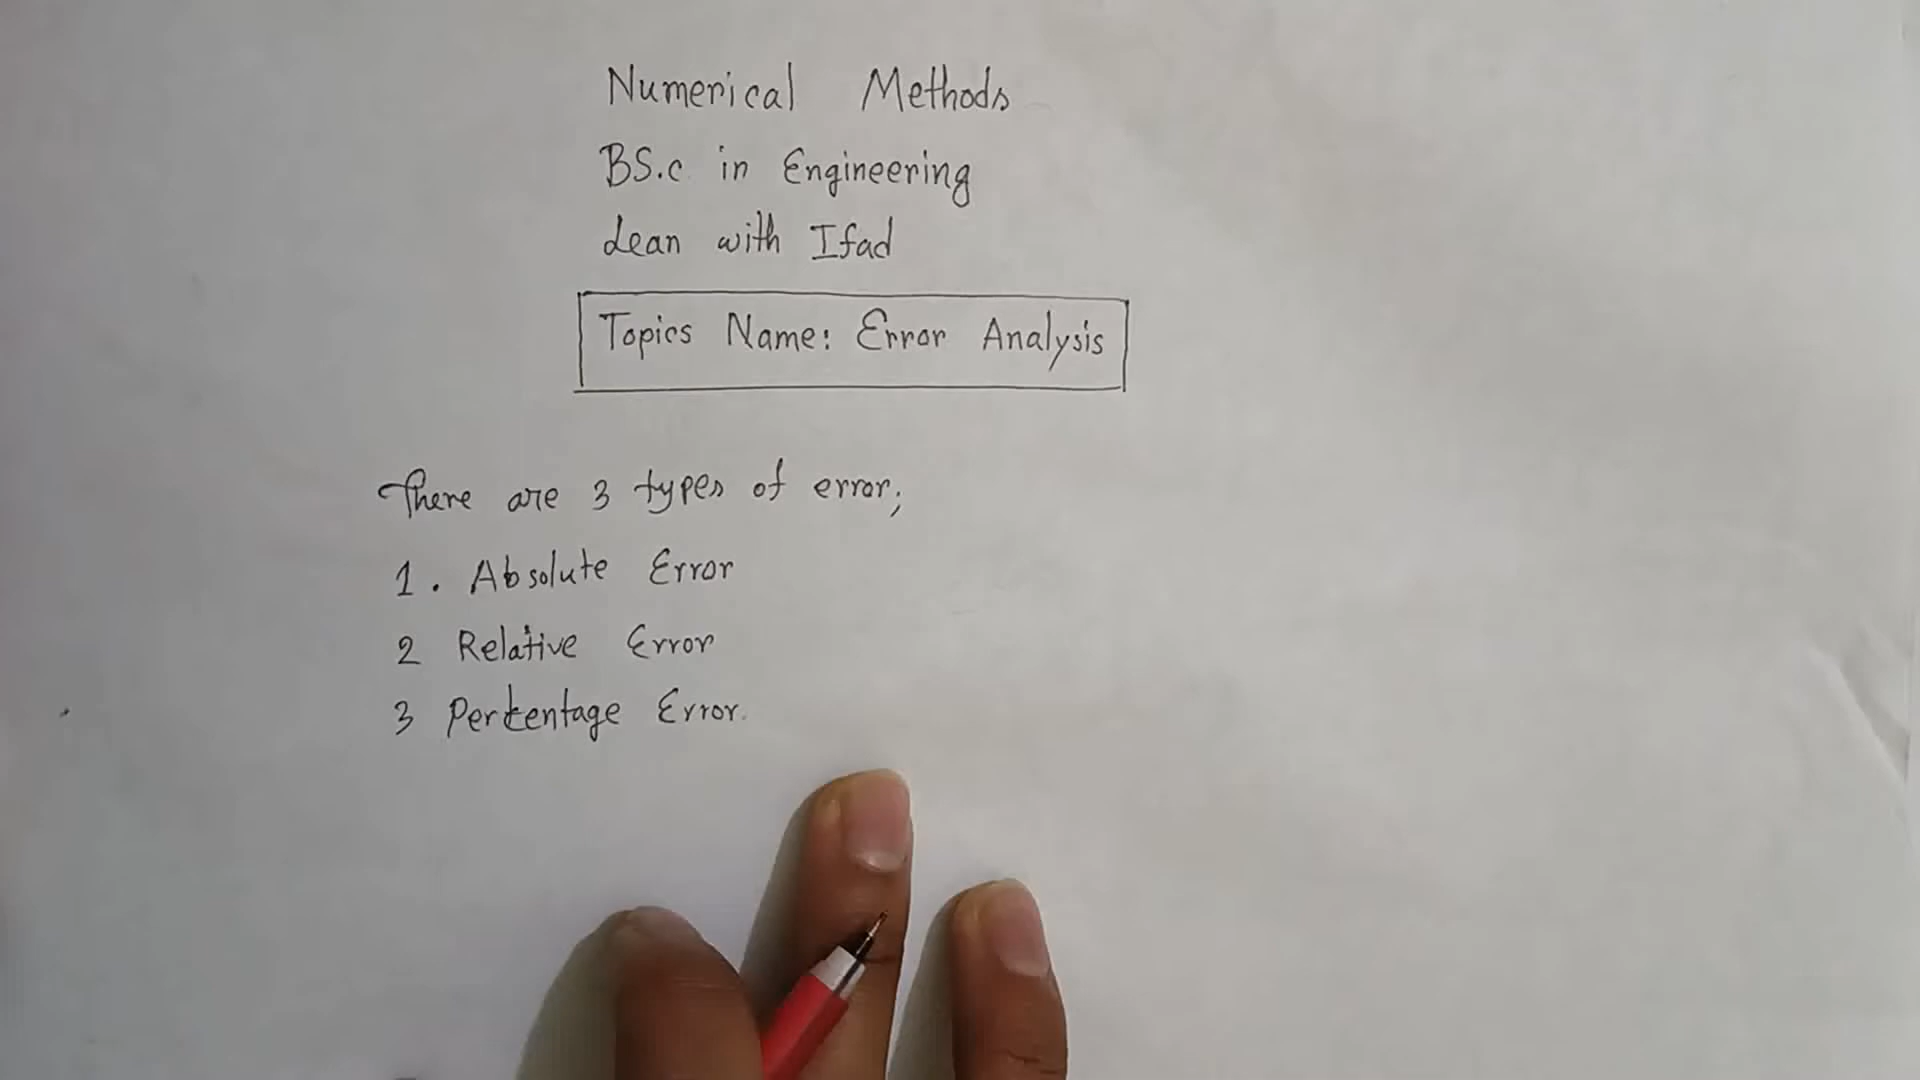 Numerical Methods
BS.c in Engineering
Lean with Ifad
Topics Name: Error Analysis
There are 3 types of error;
1. Absolute Error
2 Relative Error
3 Percentage Error.